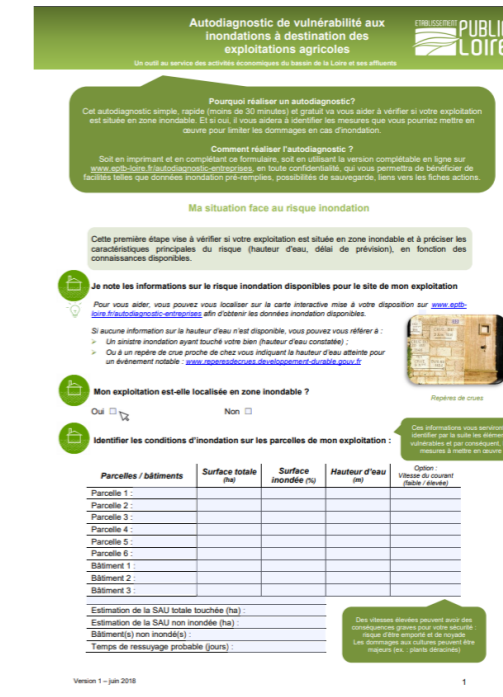 Autodiagnostic de vulnérabilité aux
inondations à destination des
exploitations agricoles
Un outil au service des activités économiques du bassin de la Loire et ses affluents
ETABLISSEMENT
PUBLIC
LOIRE
Pourquoi réaliser un autodiagnostic?
Cet autodiagnostic simple, rapide (moins de 30 minutes) et gratuit va vous aider à vérifier si votre exploitation
est située en zone inondable. Et si oui, il vous aidera à identifier les mesures que vous pourriez mettre en
œuvre pour limiter les dommages en cas d'inondation.
Comment réaliser l'autodiagnostic ?
Soit en imprimant et en complétant ce formulaire, soit en utilisant la version complétable en ligne sur
www.eptb-loire.fr/autodiagnostic-entreprises, en toute confidentialité, qui vous permettra de bénéficier de
facilités telles que données inondation pré-remplies, possibilités de sauvegarde, liens vers les fiches actions.
Ma situation face au risque inondation
Cette première étape vise à vérifier si votre exploitation est située en zone inondable et à préciser les
caractéristiques principales du risque (hauteur d'eau, délai de prévision), en fonction des
connaissances disponibles.
Je note les informations sur le risque inondation disponibles pour le site de mon exploitation
Pour vous aider, vous pouvez vous localiser sur la carte interactive mise à votre disposition sur www.eptb-
loire.fr/autodiagnostic-entreprises afin d'obtenir les données inondation disponibles.
Si aucune information sur la hauteur d'eau n'est disponible, vous pouvez vous référer à :
➢ Un sinistre inondation ayant touché votre bien (hauteur d'eau constatée) ;
➢ Ou à un repère de crue proche de chez vous indiquant la hauteur d'eau atteinte pour
un événement notable : www.reperesdecrues.developpement-durable.gouv.fr
Repères de crues
Mon exploitation est-elle localisée en zone inondable ?
Oui ☐ Non ☐
Identifier les conditions d'inondation sur les parcelles de mon exploitation :
Ces informations vous serviront
identifier par la suite les élémen
vulnérables et par conséquent,
mesures à mettre en œuvre
Parcelles / bâtiments Surface totale (ha) Surface inondée (%) Hauteur d'eau (m) Option : Vitesse du courant (faible / élevée)
Parcelle 1 :
Parcelle 2 :
Parcelle 3 :
Parcelle 4 :
Parcelle 5 :
Parcelle 6 :
Bâtiment 1 :
Bâtiment 2 :
Bâtiment 3 :
Estimation de la SAU totale touchée (ha) :
Estimation de la SAU non inondée (ha) :
Bâtiment(s) non inondé(s) :
Temps de ressuyage probable (jours) :
Des vitesses élevées peuvent avoir des
conséquences graves pour votre sécurité :
risque d'être emporté et de noyade
Les dommages aux cultures peuvent être
majeurs (ex. : plants déracinés)
Version 1 – juin 2018
1